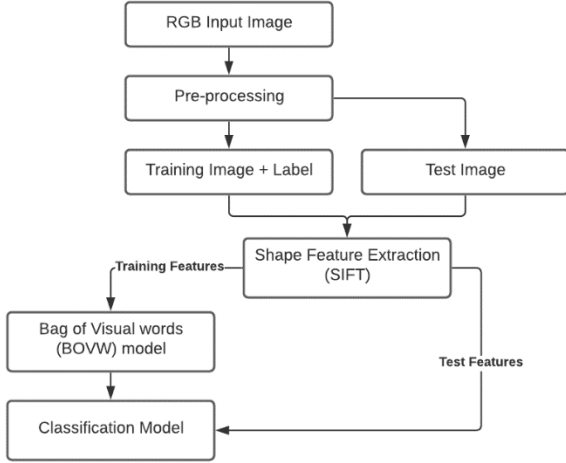 RGB Input Image
Pre-processing
Training Image + Label
Test Image
Shape Feature Extraction
(SIFT)
Training Features
Bag of Visual words
(BOVW) model
Test Features
Classification Model